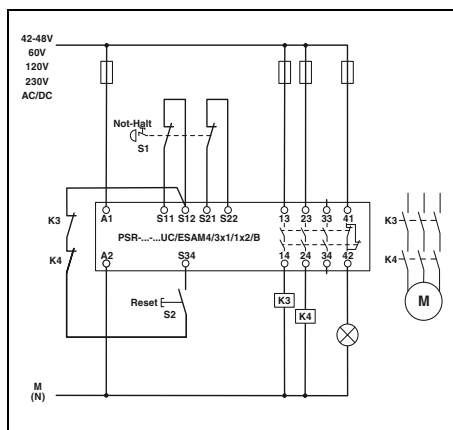 42-48V
60V
120V
230V
AC/DC
Not-Halt
S1
A1 S11 S12 S21 S22 13 23 33 41
K3
PSR-...-...UC/ESAM4/3x1/1x2/B
K3
K4
K4
A2 S34 14 24 34 42
Reset
S2
K3
K4
M
M
(N)